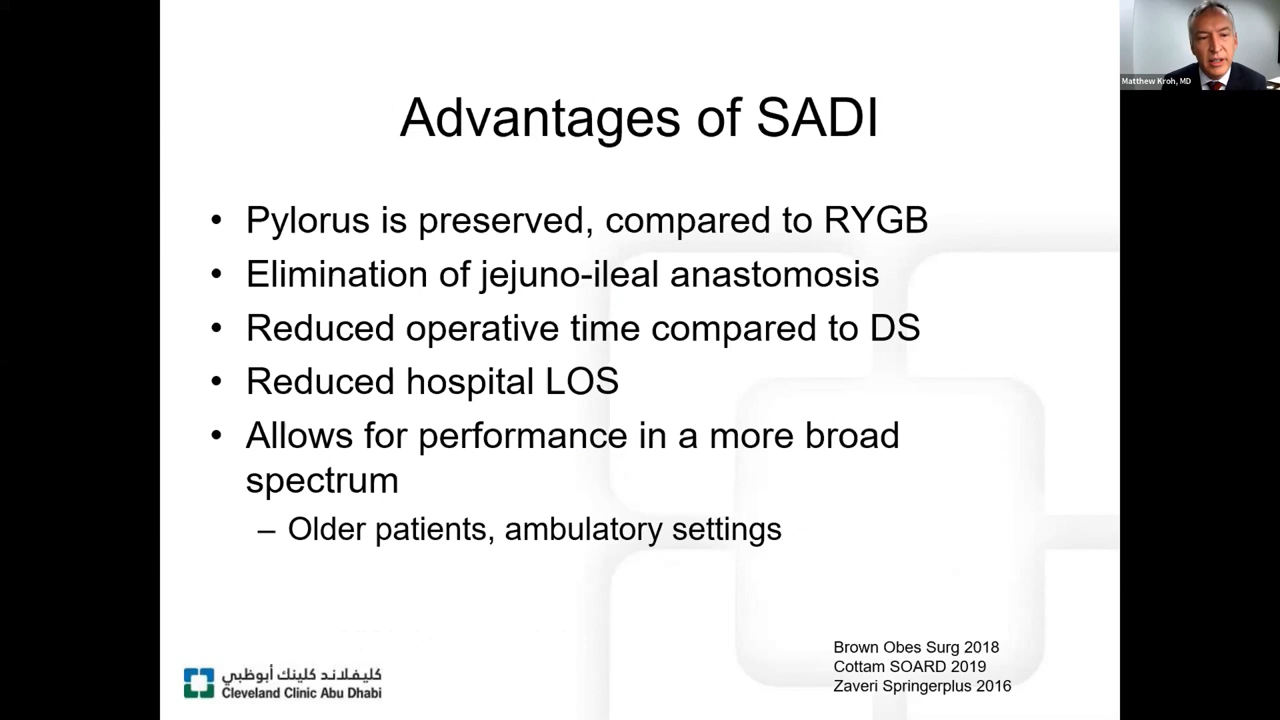 Matthew Kroh, MD
Advantages of SADI
• Pylorus is preserved, compared to RYGB
• Elimination of jejuno-ileal anastomosis
• Reduced operative time compared to DS
• Reduced hospital LOS
• Allows for performance in a more broad
spectrum
– Older patients, ambulatory settings
Brown Obes Surg 2018
Cottam SOARD 2019
Zaveri Springerplus 2016
كليفلاند كلينك أبوظبي
Cleveland Clinic Abu Dhabi